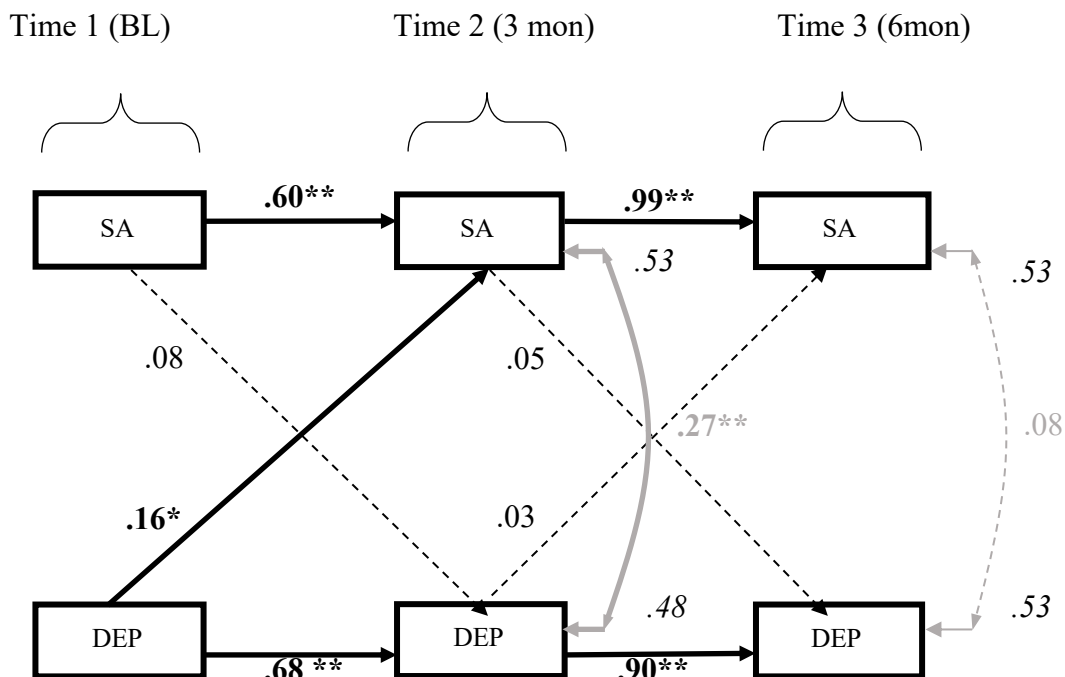 Time 1 (BL)
Time 2 (3 mon)
Time 3 (6mon)
.60**
.99**
SA
SA
SA
.53
.53
.08
.05
.27**
.08
.16*
.03
.48
.53
DEP
DEP
DEP
.68 **
.90**